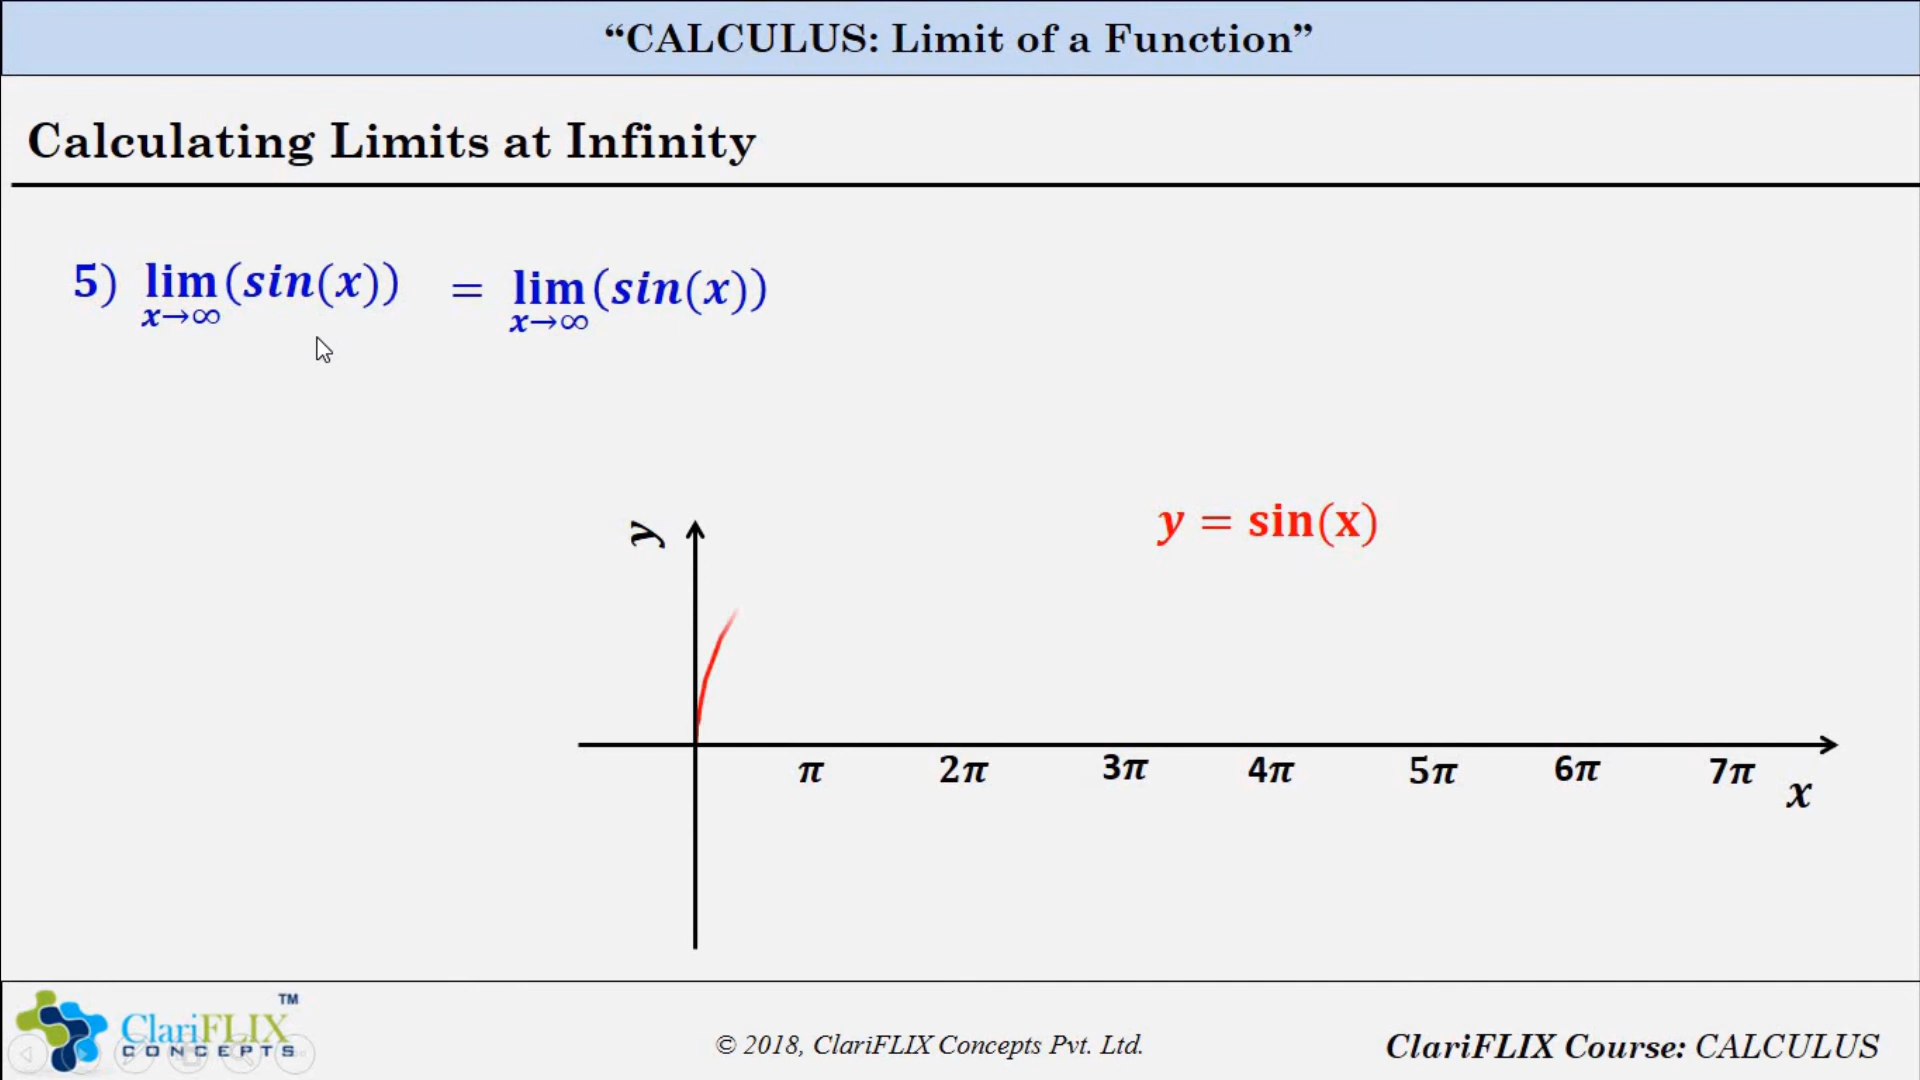 “CALCULUS: Limit of a Function”
Calculating Limits at Infinity
5) lim(sin(x)) = lim(sin(x))
x→∞ x→∞
y = sin(x)
y
π 2π 3π 4π 5π 6π 7π
x
TM
ClariFLIX
CONCEPTS
© 2018, ClariFLIX Concepts Pvt. Ltd.
ClariFLIX Course: CALCULUS